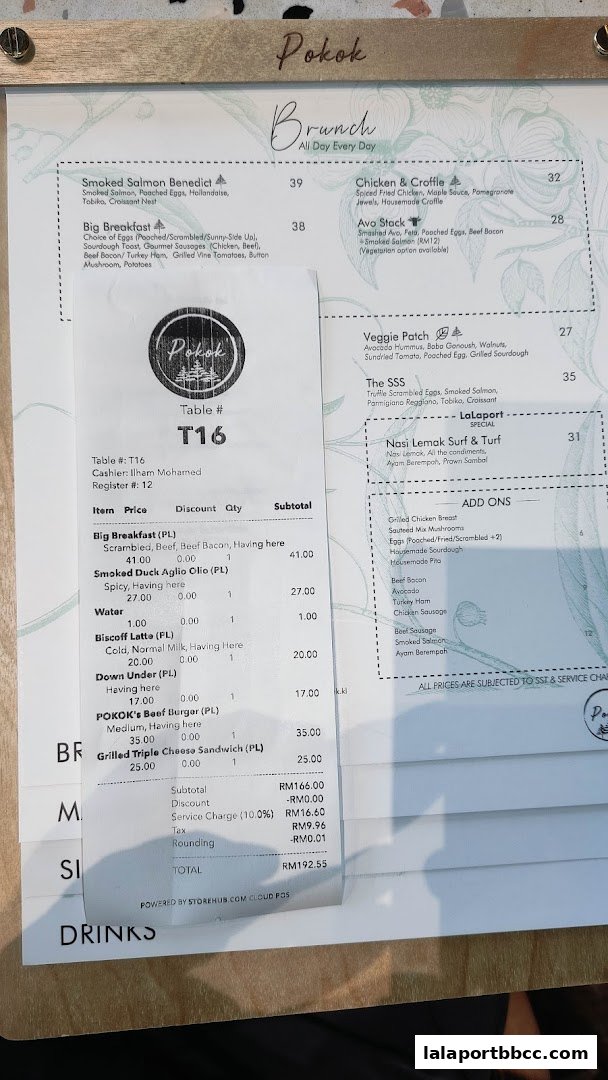 Pokok
Brunch
All Day Every Day
Smoked Salmon Benedict 39
Smoked Salmon, Poached Eggs, Hollandaise,
Tobiko, Croissant Nest
Big Breakfast 38
Choice of Eggs (Poached/Scrambled/Sunny-Side Up),
Sourdough Toast, Gourmet Sausages (Chicken, Beef),
Beef Bacon/ Turkey Ham, Grilled Vine Tomatoes, Button
Mushroom, Potatoes
Chicken & Croffle 32
Spiced Fried Chicken, Maple Sauce, Pomegranate
Jewels, Housemade Croffle
Avo Stack 28
Smashed Avo, Feta, Poached Eggs, Beef Bacon
+Smoked Salmon (RM12)
(Vegetarian option available)
Veggie Patch 27
Avocado Hummus, Baba Ganoush, Walnuts,
Sundried Tomato, Poached Egg, Grilled Sourdough
The SSS 35
Truffle Scrambled Eggs, Smoked Salmon,
Parmigiano Reggiano, Tobiko, Croissant
LaLaport
SPECIAL
Nasi Lemak Surf & Turf 31
Nasi Lemak, All the condiments,
Ayam Berempah, Prawn Sambal
ADD ONS
Grilled Chicken Breast
Sauteed Mix Mushrooms
Eggs (Poached/Fried/Scrambled +2) 6
Housemade Sourdough
Housemade Pita
Beef Bacon
Avocado 9
Turkey Ham
Chicken Sausage
Beef Sausage 12
Smoked Salmon
Ayam Berempah
ALL PRICES ARE SUBJECTED TO SST & SERVICE CHAR
Pokok
Table #
T16
Table #: T16
Cashier: Ilham Mohamed
Register #: 12
Item Price Discount Qty Subtotal
Big Breakfast (PL)
Scrambled, Beef, Beef Bacon, Having here
41.00 0.00 1 41.00
Smoked Duck Aglio Olio (PL)
Spicy, Having here
27.00 0.00 1 27.00
Water
1.00 0.00 1 1.00
Biscoff Latte (PL)
Cold, Normal Milk, Having Here
20.00 0.00 1 20.00
Down Under (PL)
Having here
17.00 0.00 1 17.00
POKOK's Beef Burger (PL)
Medium, Having here
35.00 0.00 1 35.00
Grilled Triple Cheese Sandwich (PL)
25.00 0.00 1 25.00
Subtotal RM166.00
Discount -RM0.00
Service Charge (10.0%) RM16.60
Tax RM9.96
Rounding -RM0.01
TOTAL RM192.55
POWERED BY STOREHUB.COM CLOUD POS
k.kl
Po
BR
MA
SI
DRINKS
lalaportbbcc.com